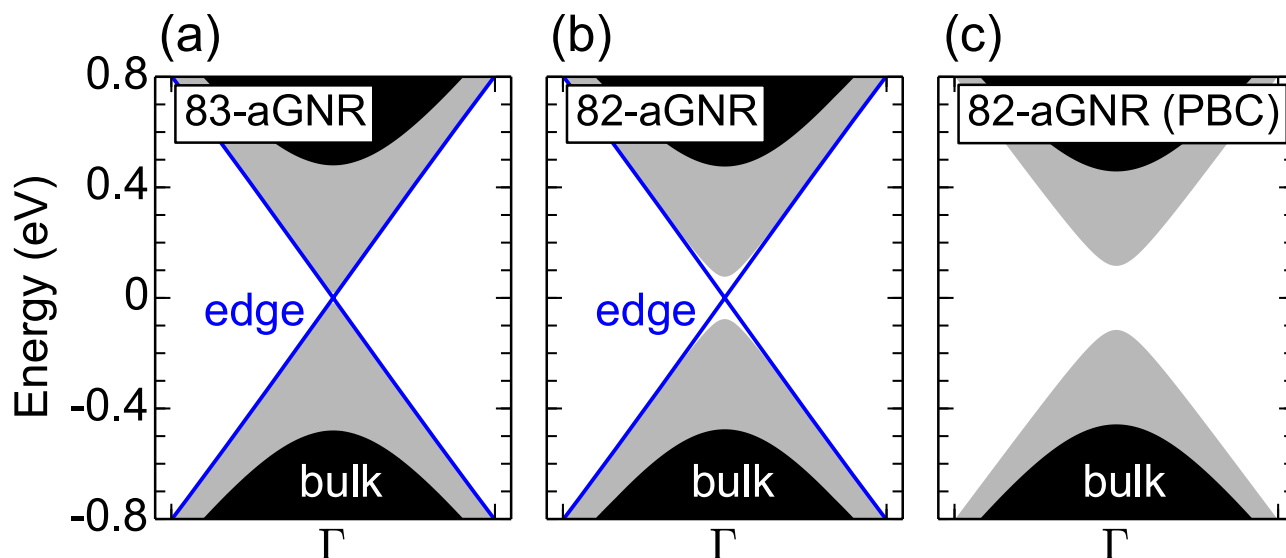 (a) (b) (c)
83-aGNR 82-aGNR 82-aGNR (PBC)
Energy (eV)
0.8
0.4
0
-0.4
-0.8
edge edge
bulk bulk bulk
Γ Γ Γ